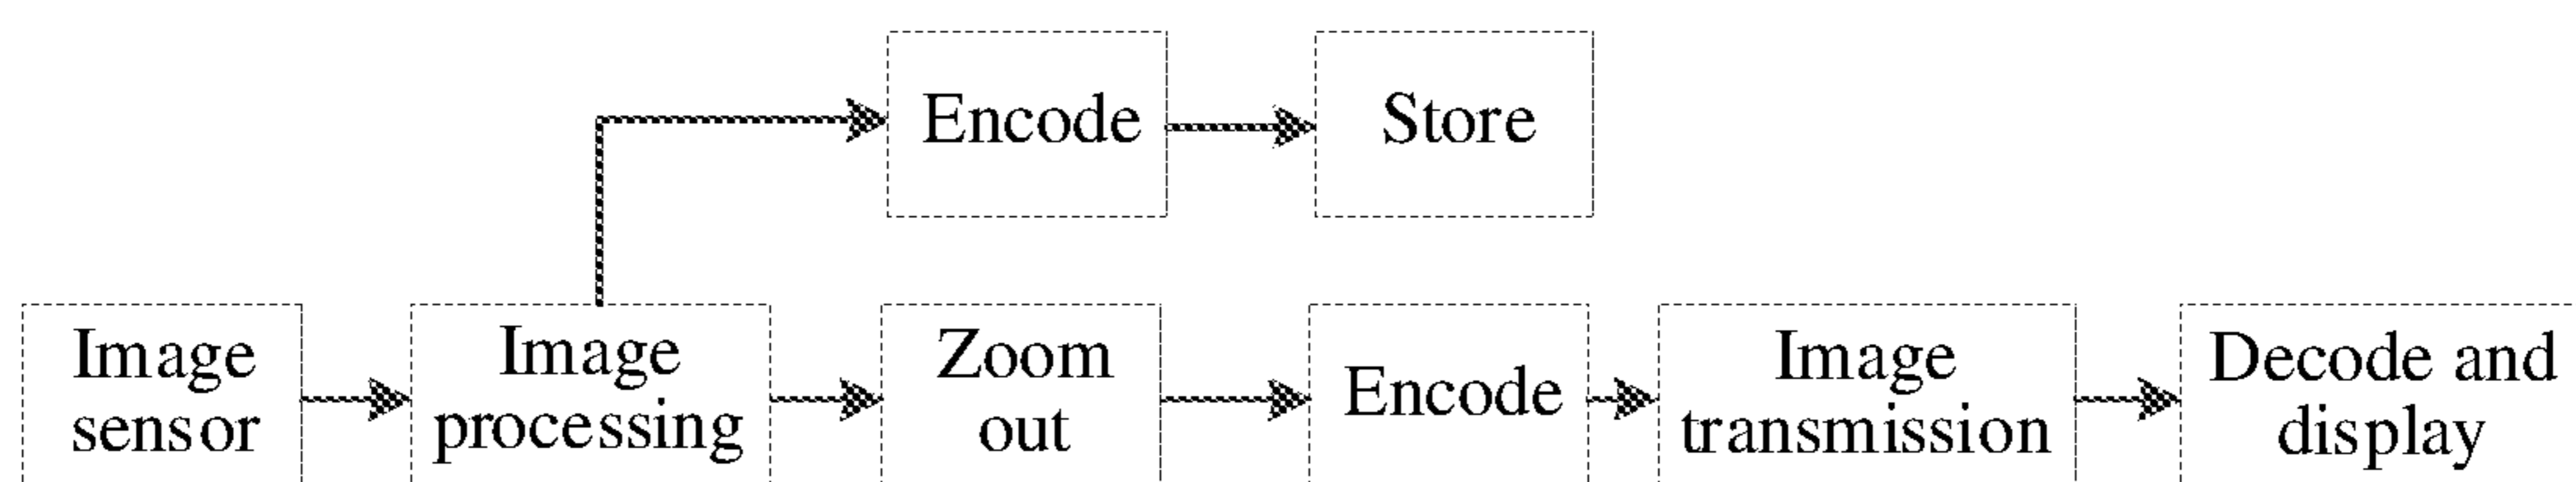 Encode
Store
Image
sensor
Image
processing
Zoom
out
Encode
Image
transmission
Decode and
display